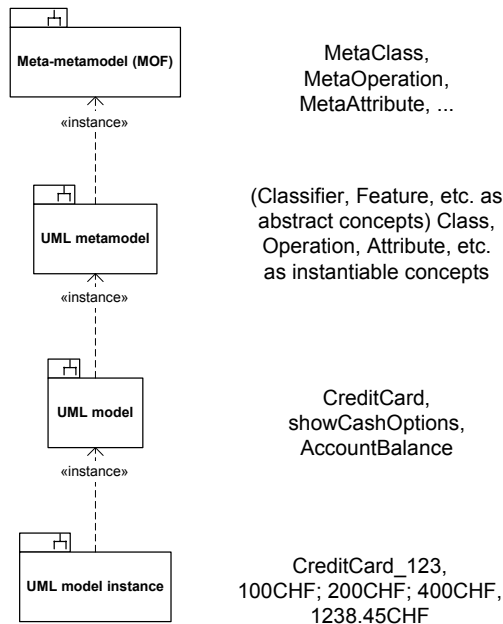 Meta-metamodel (MOF)
MetaClass,
MetaOperation,
MetaAttribute, ...
«instance»
UML metamodel
(Classifier, Feature, etc. as
abstract concepts) Class,
Operation, Attribute, etc.
as instantiable concepts
«instance»
UML model
CreditCard,
showCashOptions,
AccountBalance
«instance»
UML model instance
CreditCard_123,
100CHF; 200CHF; 400CHF,
1238.45CHF